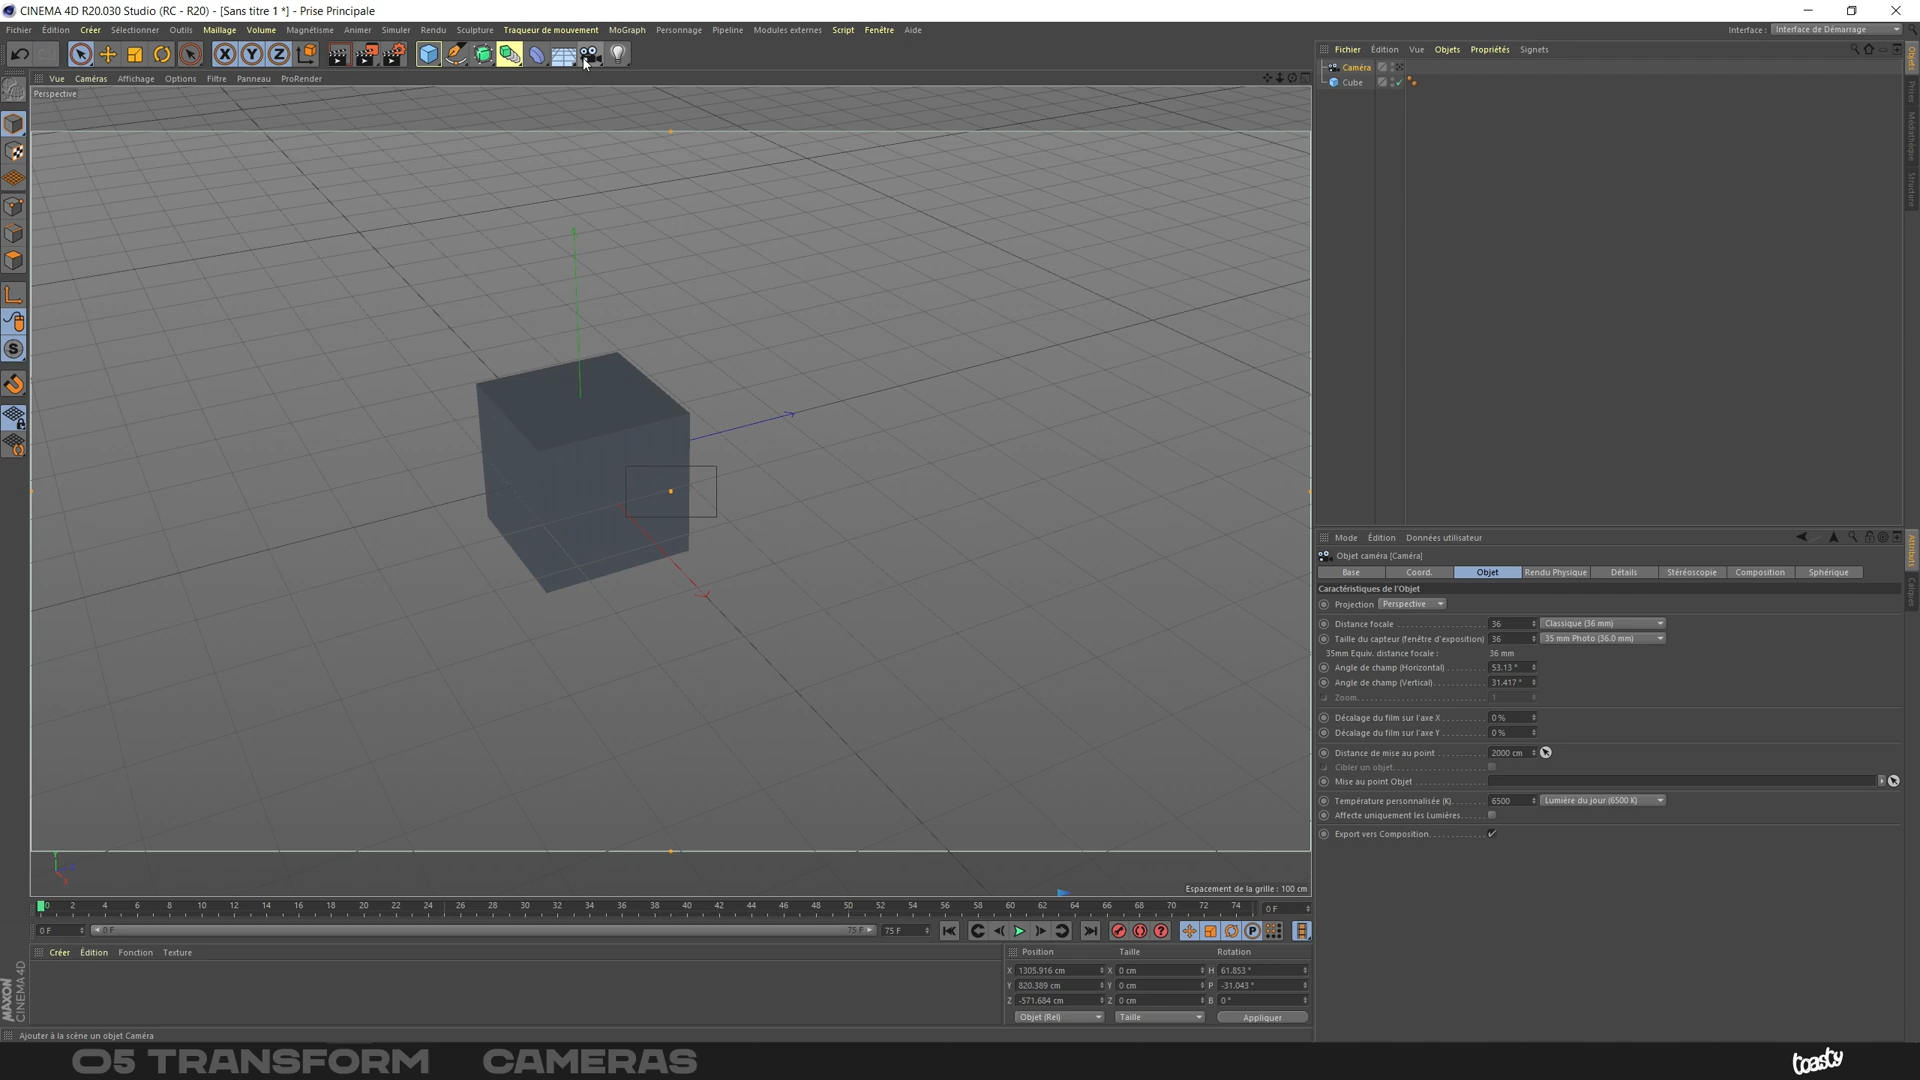 CINEMA 4D R20.030 Studio (RC - R20) - [Sans titre 1 *] - Prise Principale
Fichier Édition Créer Sélectionner Outils Maillage Volume Magnétisme Animer Simuler Rendu Sculpture Traqueur de mouvement MoGraph Personnage Pipeline Modules externes Script Fenêtre Aide
Interface : Interface de Démarrage
X Y Z
Fichier Édition Vue Objets Propriétés Signets
Vue Caméras Affichage Options Filtre Panneau ProRender
Perspective
Caméra
Cube
Objets
Prises
Médiathèque
Structure
Mode Édition Données utilisateur
Attributs
Calques
Objet caméra [Caméra]
Base Coord. Objet Rendu Physique Détails Stéréoscopie Composition Sphérique
Caractéristiques de l'Objet
Projection Perspective
Distance focale 36 Classique (36 mm)
Taille du capteur (fenêtre d'exposition) 36 35 mm Photo (36.0 mm)
35mm Equiv. distance focale : 36 mm
Angle de champ (Horizontal) 53.13 °
Angle de champ (Vertical) 31.417 °
Zoom 1
Décalage du film sur l'axe X 0 %
Décalage du film sur l'axe Y 0 %
Distance de mise au point 2000 cm
Cibler un objet
Mise au point Objet
Température personnalisée (K) 6500 Lumière du jour (6500 K)
Affecte uniquement les Lumières
Export vers Composition
Espacement de la grille : 100 cm
0 2 4 6 8 10 12 14 16 18 20 22 24 26 28 30 32 34 36 38 40 42 44 46 48 50 52 54 56 58 60 62 64 66 68 70 72 74 0 F
0 F 0 F 75 F 75 F
Créer Édition Fonction Texture
Position Taille Rotation
X 1305.916 cm X 0 cm H 61.853 °
Y 820.389 cm Y 0 cm P -31.043 °
Z -571.684 cm Z 0 cm B 0 °
Objet (Rel) Taille Appliquer
MAXON
CINEMA 4D
Ajouter à la scène un objet Caméra
05 TRANSFORM CAMERAS
toasty